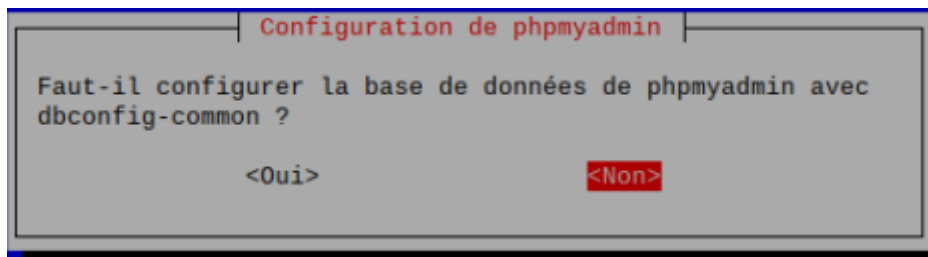 Configuration de phpmyadmin
Faut-il configurer la base de données de phpmyadmin avec
dbconfig-common ?
<Oui> <Non>